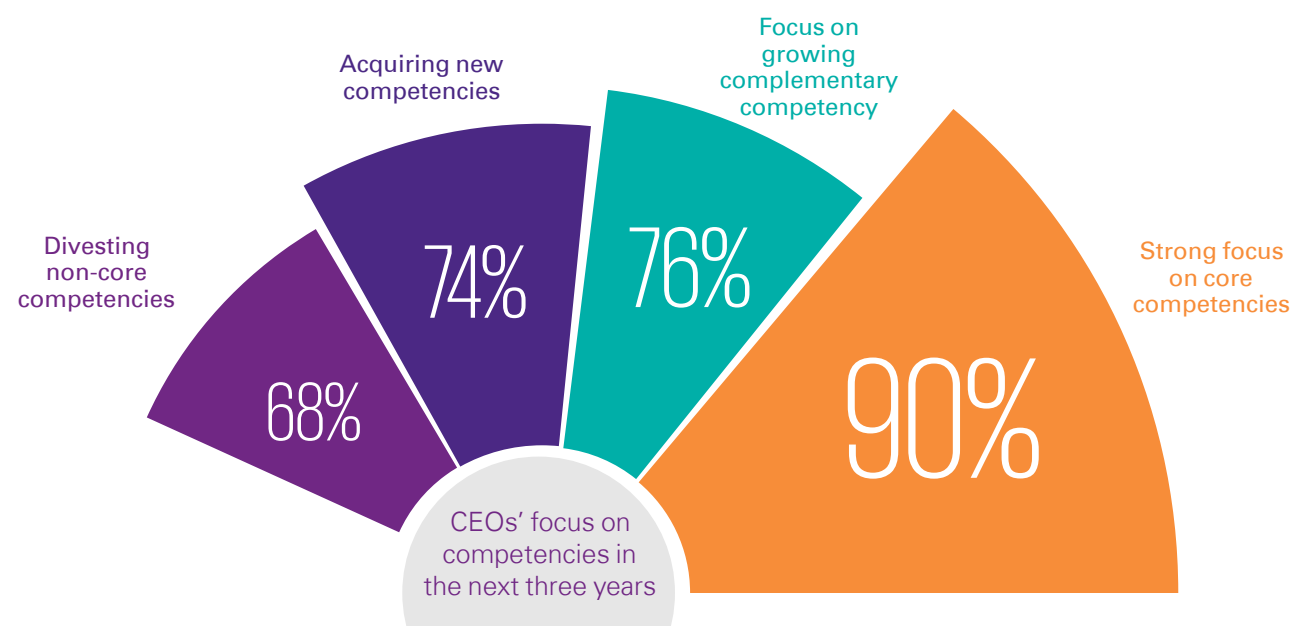 Divesting
non-core
competencies
68%
Acquiring new
competencies
74%
Focus on
growing
complementary
competency
76%
Strong focus
on core
competencies
90%
CEOs’ focus on
competencies in
the next three years